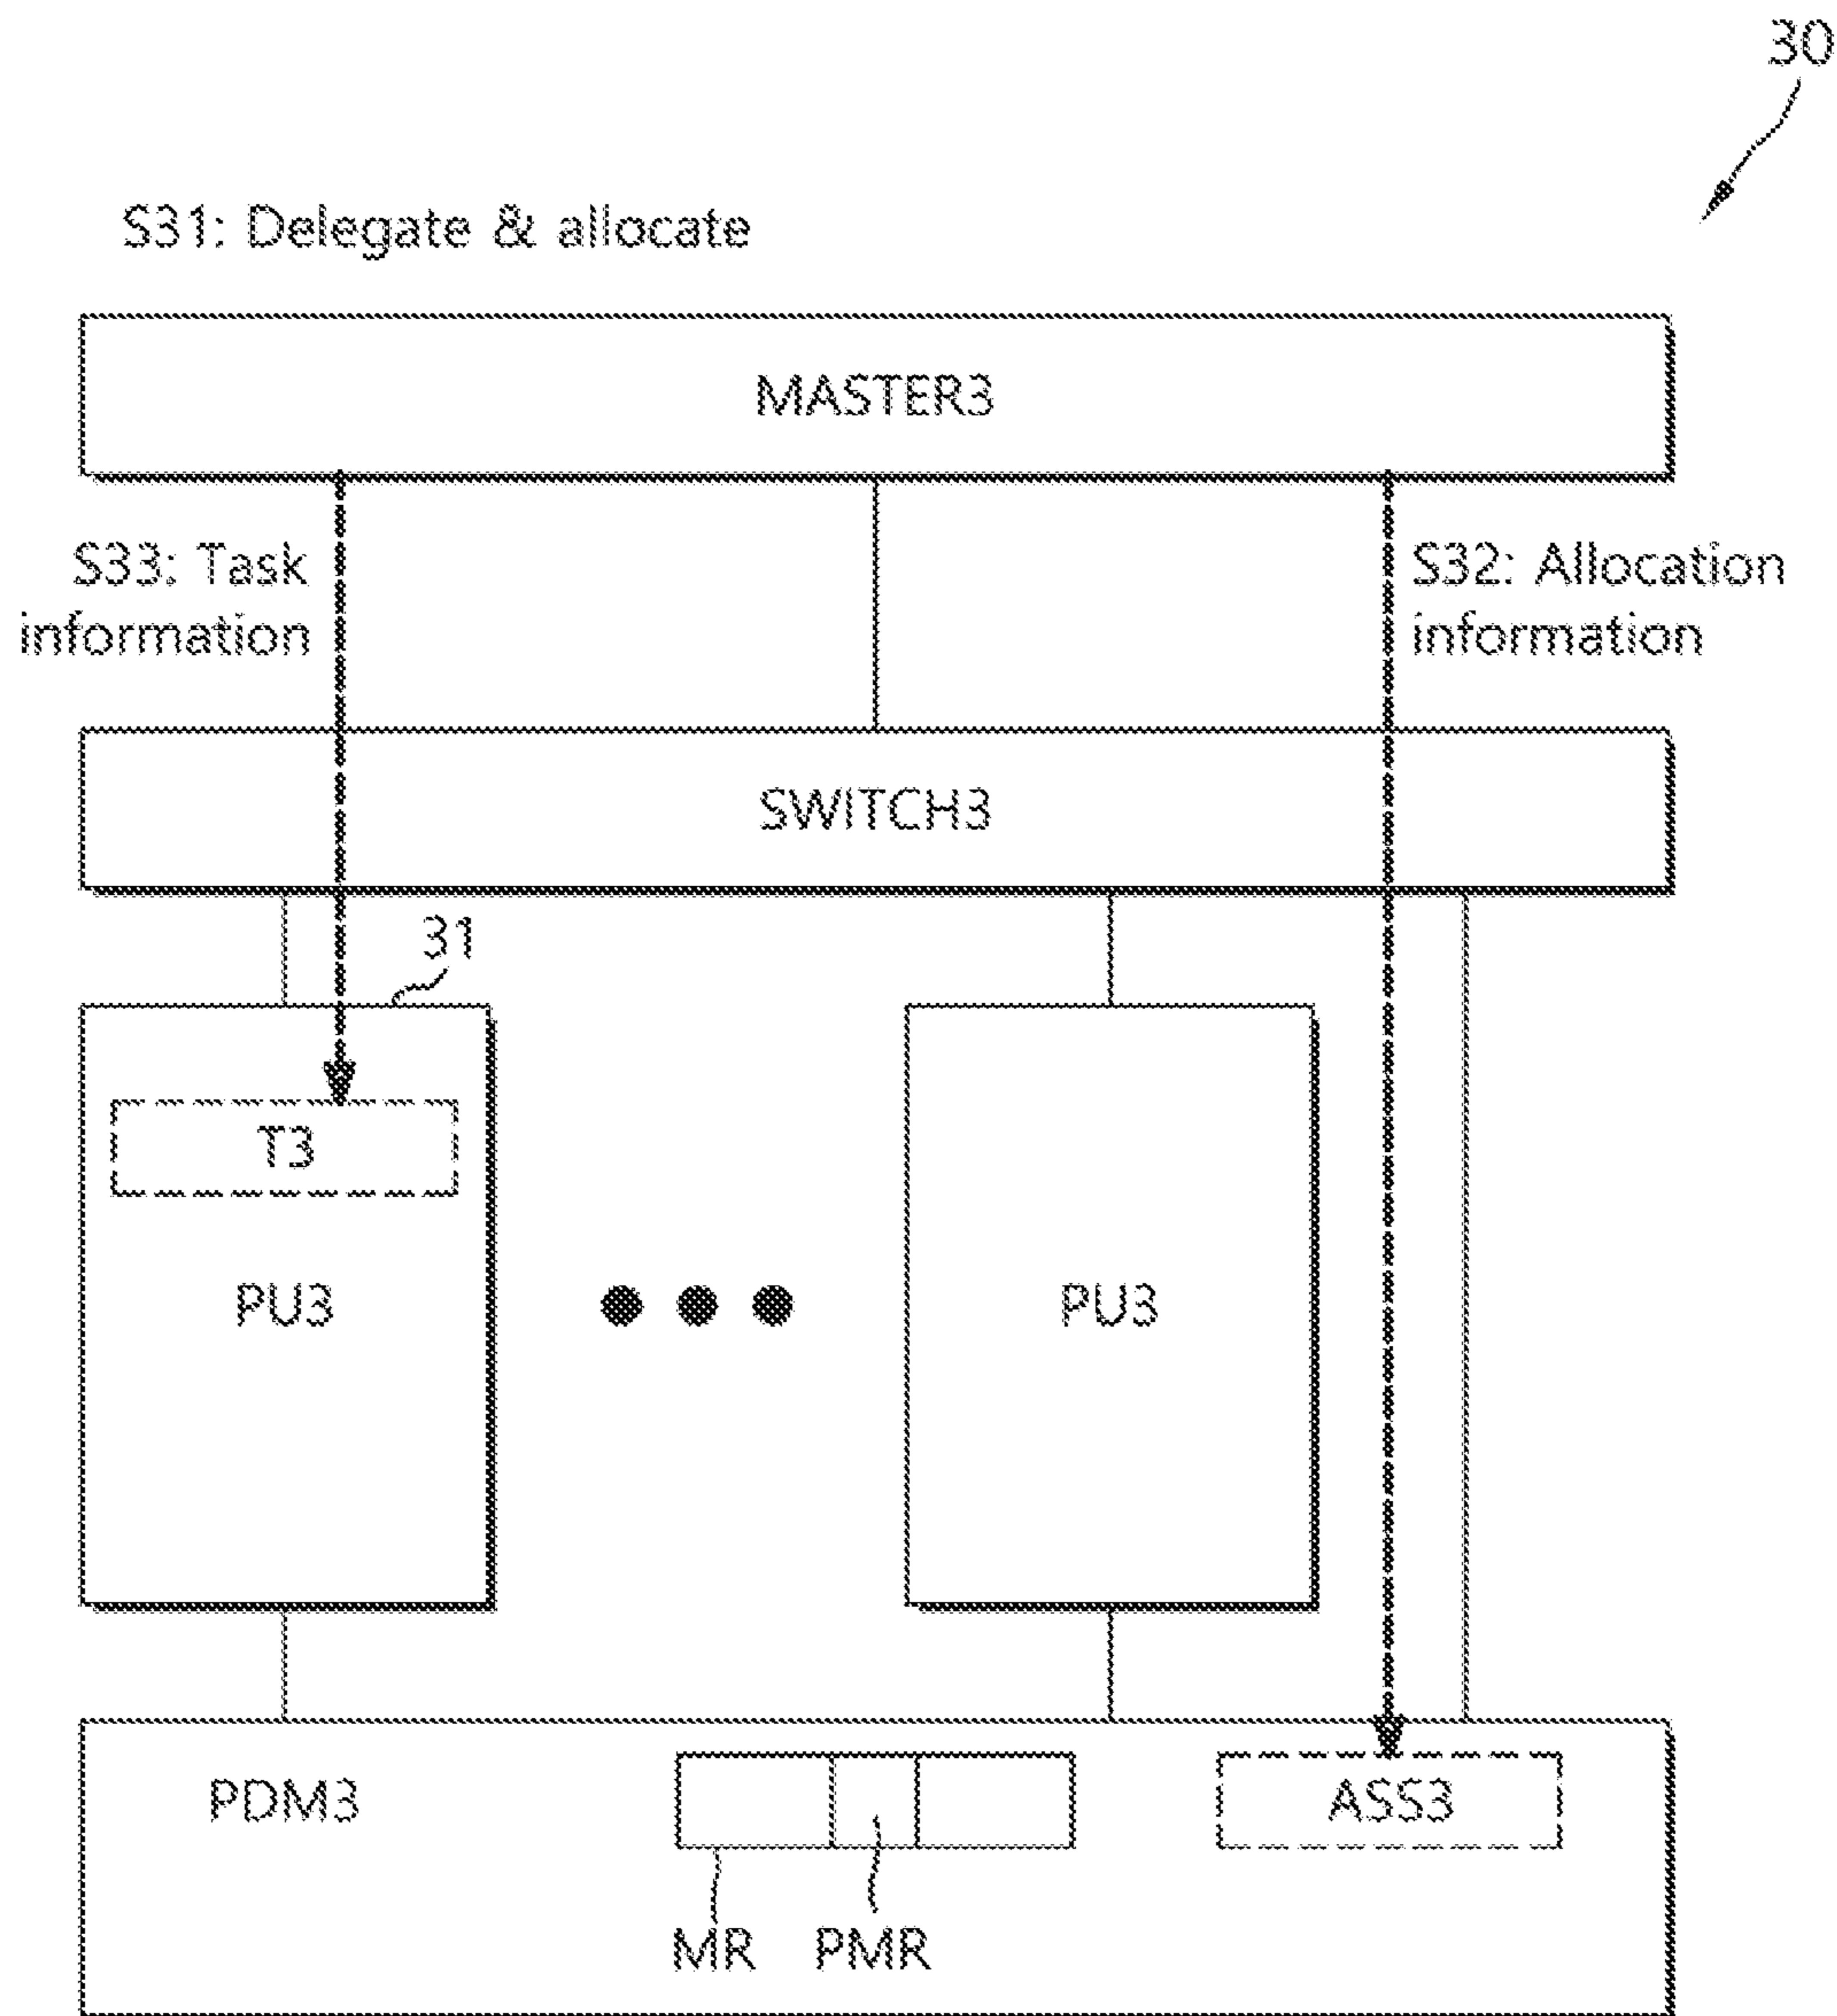 30
S31: Delegate & allocate
MASTER3
S33: Task
information
S32: Allocation
information
SWITCH3
31
T3
PU3
PU3
PDM3
ASS3
MR
PMR